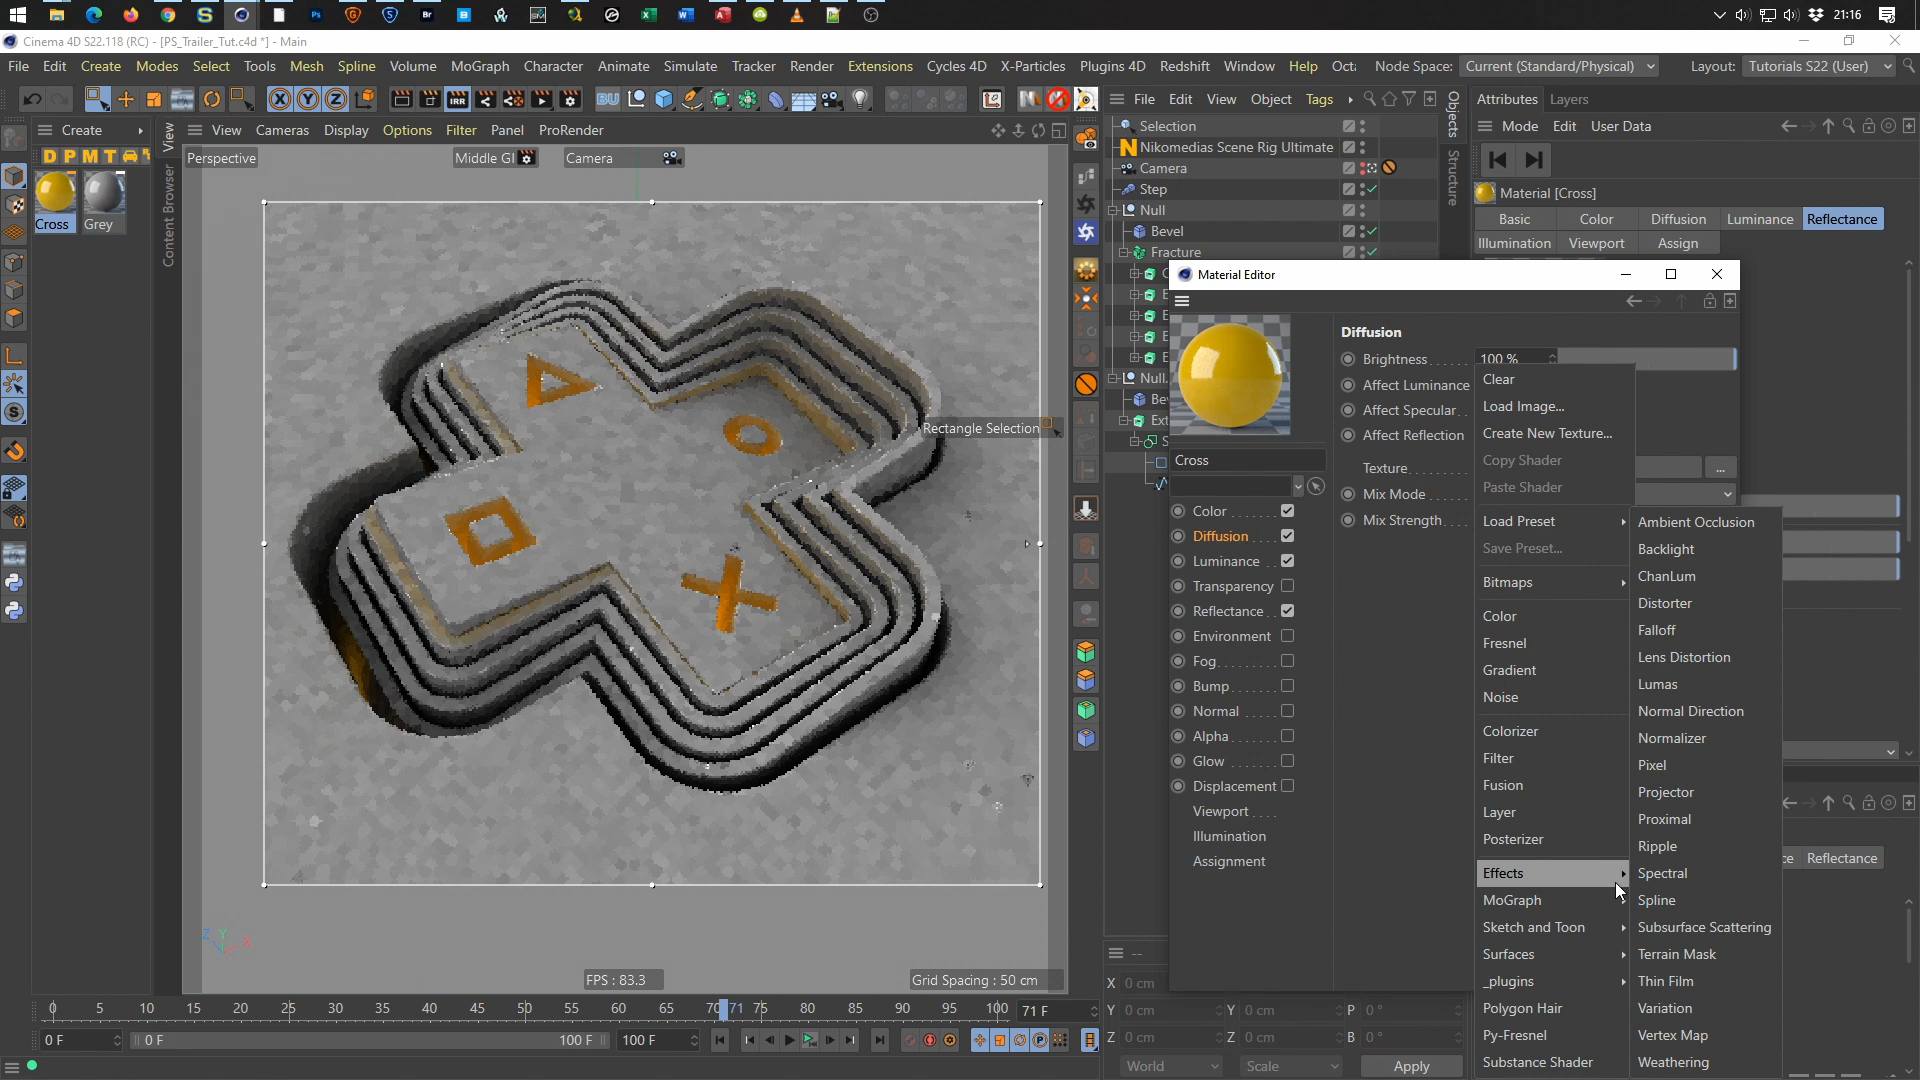 21:16
Cinema 4D S22.118 (RC) - [PS_Trailer_Tut.c4d *] - Main
File Edit Create Modes Select Tools Mesh Spline Volume MoGraph Character Animate Simulate Tracker Render Extensions Cycles 4D X-Particles Plugins 4D Redshift Window Help Octa Node Space: Current (Standard/Physical) Layout: Tutorials S22 (User)
File Edit View Object Tags
Objects
Structure
Attributes Layers
Create
View
Content Browser
View Cameras Display Options Filter Panel ProRender
Mode Edit User Data
Perspective Middle GI Camera
Cross Grey
Selection
Nikomedias Scene Rig Ultimate
Camera
Step
Null
Bevel
Fracture
Null.
Be
Ext
Material [Cross]
Basic Color Diffusion Luminance Reflectance
Illumination Viewport Assign
Material Editor
Cross
Color
Diffusion
Luminance
Transparency
Reflectance
Environment
Fog
Bump
Normal
Alpha
Glow
Displacement
Viewport
Illumination
Assignment
Diffusion
Brightness 100 %
Affect Luminance
Affect Specular
Affect Reflection
Texture ...
Mix Mode
Mix Strength
Clear
Load Image...
Create New Texture...
Copy Shader
Paste Shader
Load Preset
Save Preset...
Bitmaps
Color
Fresnel
Gradient
Noise
Colorizer
Filter
Fusion
Layer
Posterizer
Effects
MoGraph
Sketch and Toon
Surfaces
_plugins
Polygon Hair
Py-Fresnel
Substance Shader
Ambient Occlusion
Backlight
ChanLum
Distorter
Falloff
Lens Distortion
Lumas
Normal Direction
Normalizer
Pixel
Projector
Proximal
Ripple
Spectral
Spline
Subsurface Scattering
Terrain Mask
Thin Film
Variation
Vertex Map
Weathering
ce Reflectance
Rectangle Selection
Z Y X
FPS : 83.3 Grid Spacing : 50 cm
0 5 10 15 20 25 30 35 40 45 50 55 60 65 70 71 75 80 85 90 95 100 71 F
0 F 0 F 100 F 100 F
--
X 0 cm
Y 0 cm Y 0 cm P 0 °
Z 0 cm Z 0 cm B 0 °
World Scale Apply